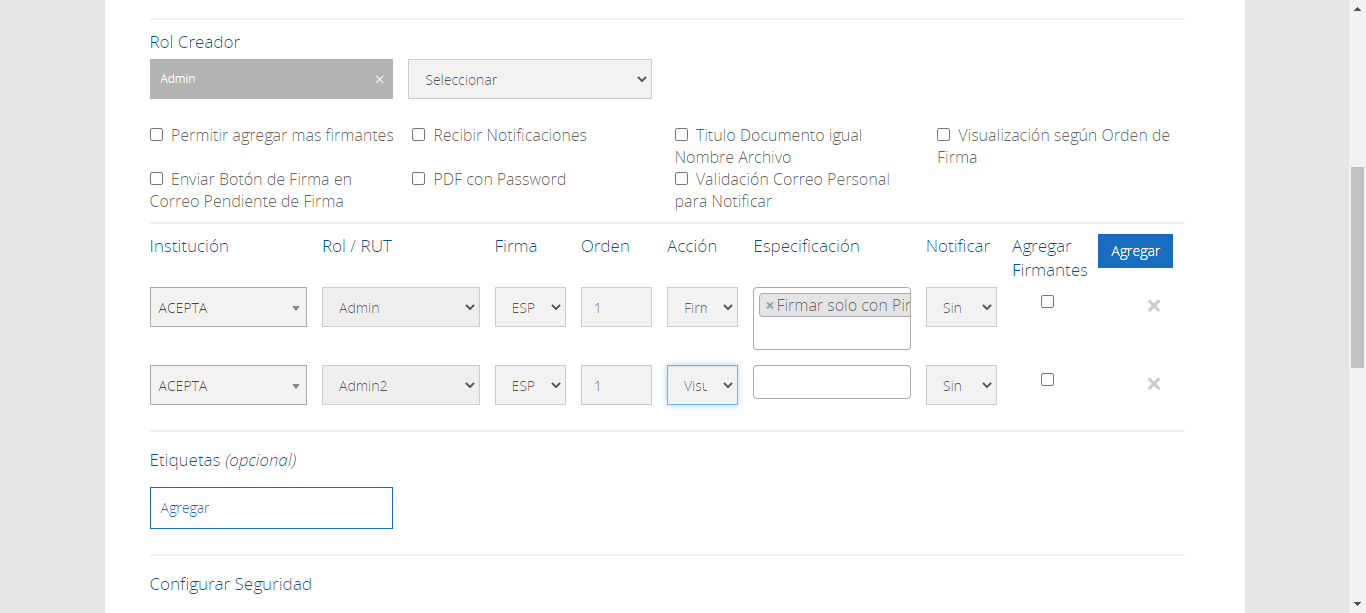 Rol Creador
Admin ×
Seleccionar
Permitir agregar mas firmantes
Recibir Notificaciones
Titulo Documento igual
Nombre Archivo
Visualización según Orden de
Firma
Enviar Botón de Firma en
Correo Pendiente de Firma
PDF con Password
Validación Correo Personal
para Notificar
Institución Rol / RUT Firma Orden Acción Especificación Notificar Agregar
Firmantes
Agregar
ACEPTA Admin ESP 1 Firm ×Firmar solo con Pin Sin ×
ACEPTA Admin2 ESP 1 Visu Sin ×
Etiquetas (opcional)
Agregar
Configurar Seguridad